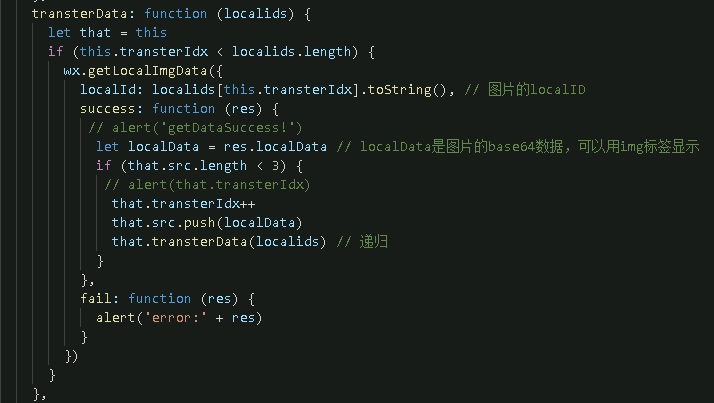 transterData: function (localids) {
let that = this
if (this.transterIdx < localids.length) {
wx.getLocalImgData({
localId: localids[this.transterIdx].toString(), // 图片的localID
success: function (res) {
// alert('getDataSuccess!')
let localData = res.localData // localData是图片的base64数据，可以用img标签显示
if (that.src.length < 3) {
// alert(that.transterIdx)
that.transterIdx++
that.src.push(localData)
that.transterData(localids) // 递归
}
},
fail: function (res) {
alert('error:' + res)
}
})
}
},